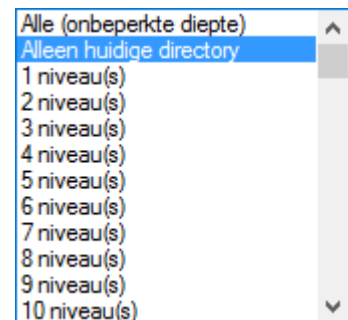 Alle (onbeperkte diepte)
Alleen huidige directory
1 niveau(s)
2 niveau(s)
3 niveau(s)
4 niveau(s)
5 niveau(s)
6 niveau(s)
7 niveau(s)
8 niveau(s)
9 niveau(s)
10 niveau(s)